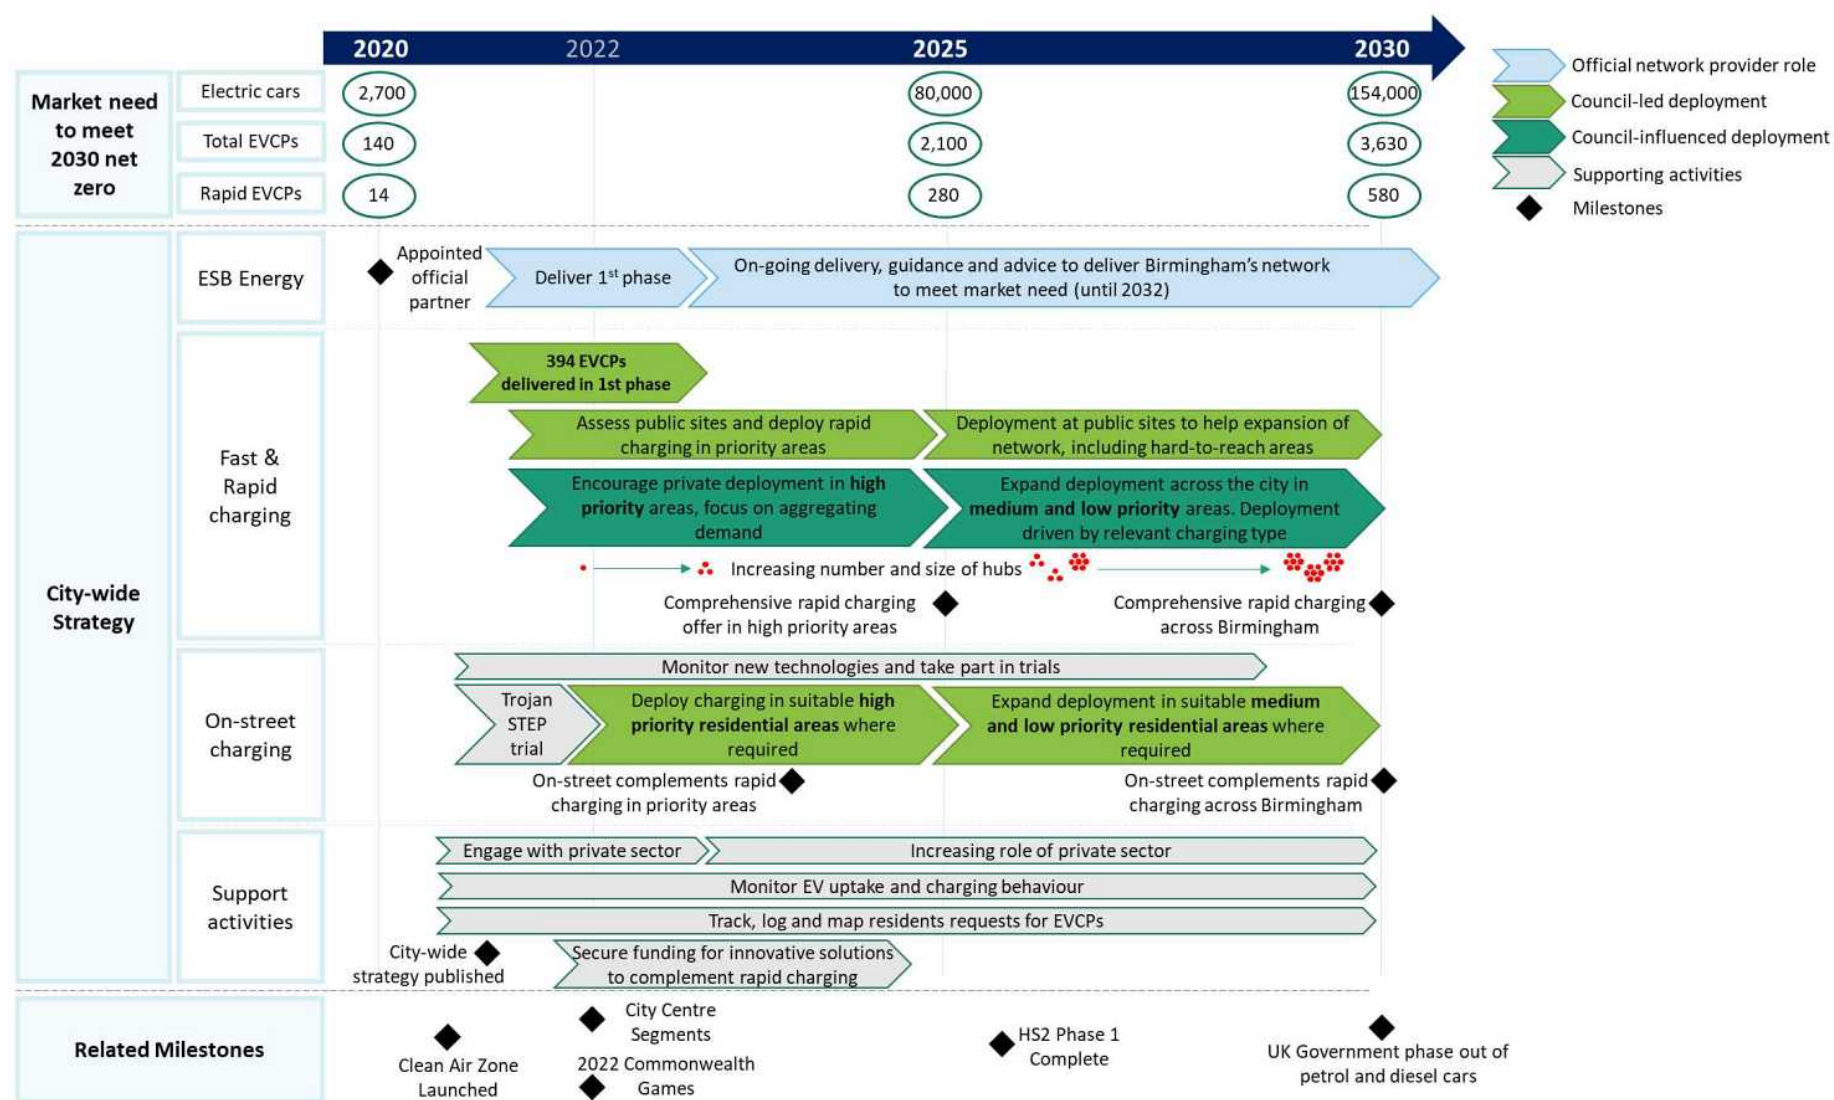 2020 2022 2025 2030
Official network provider role
Council-led deployment
Council-influenced deployment
Supporting activities
Milestones
Market need
to meet
2030 net
zero
Electric cars
2,700
80,000
154,000
Total EVCPs
140
2,100
3,630
Rapid EVCPs
14
280
580
City-wide
Strategy
ESB Energy
Appointed
official
partner
Deliver 1st phase
On-going delivery, guidance and advice to deliver Birmingham's network
to meet market need (until 2032)
Fast &
Rapid
charging
394 EVCPs
delivered in 1st phase
Assess public sites and deploy rapid
charging in priority areas
Deployment at public sites to help expansion of
network, including hard-to-reach areas
Encourage private deployment in high
priority areas, focus on aggregating
demand
Expand deployment across the city in
medium and low priority areas. Deployment
driven by relevant charging type
Increasing number and size of hubs
Comprehensive rapid charging
offer in high priority areas
Comprehensive rapid charging
across Birmingham
On-street
charging
Monitor new technologies and take part in trials
Trojan
STEP
trial
Deploy charging in suitable high
priority residential areas where
required
Expand deployment in suitable medium
and low priority residential areas where
required
On-street complements rapid
charging in priority areas
On-street complements rapid
charging across Birmingham
Support
activities
Engage with private sector
Increasing role of private sector
Monitor EV uptake and charging behaviour
Track, log and map residents requests for EVCPs
City-wide
strategy published
Secure funding for innovative solutions
to complement rapid charging
Related Milestones
Clean Air Zone
Launched
City Centre
Segments
2022 Commonwealth
Games
HS2 Phase 1
Complete
UK Government phase out of
petrol and diesel cars